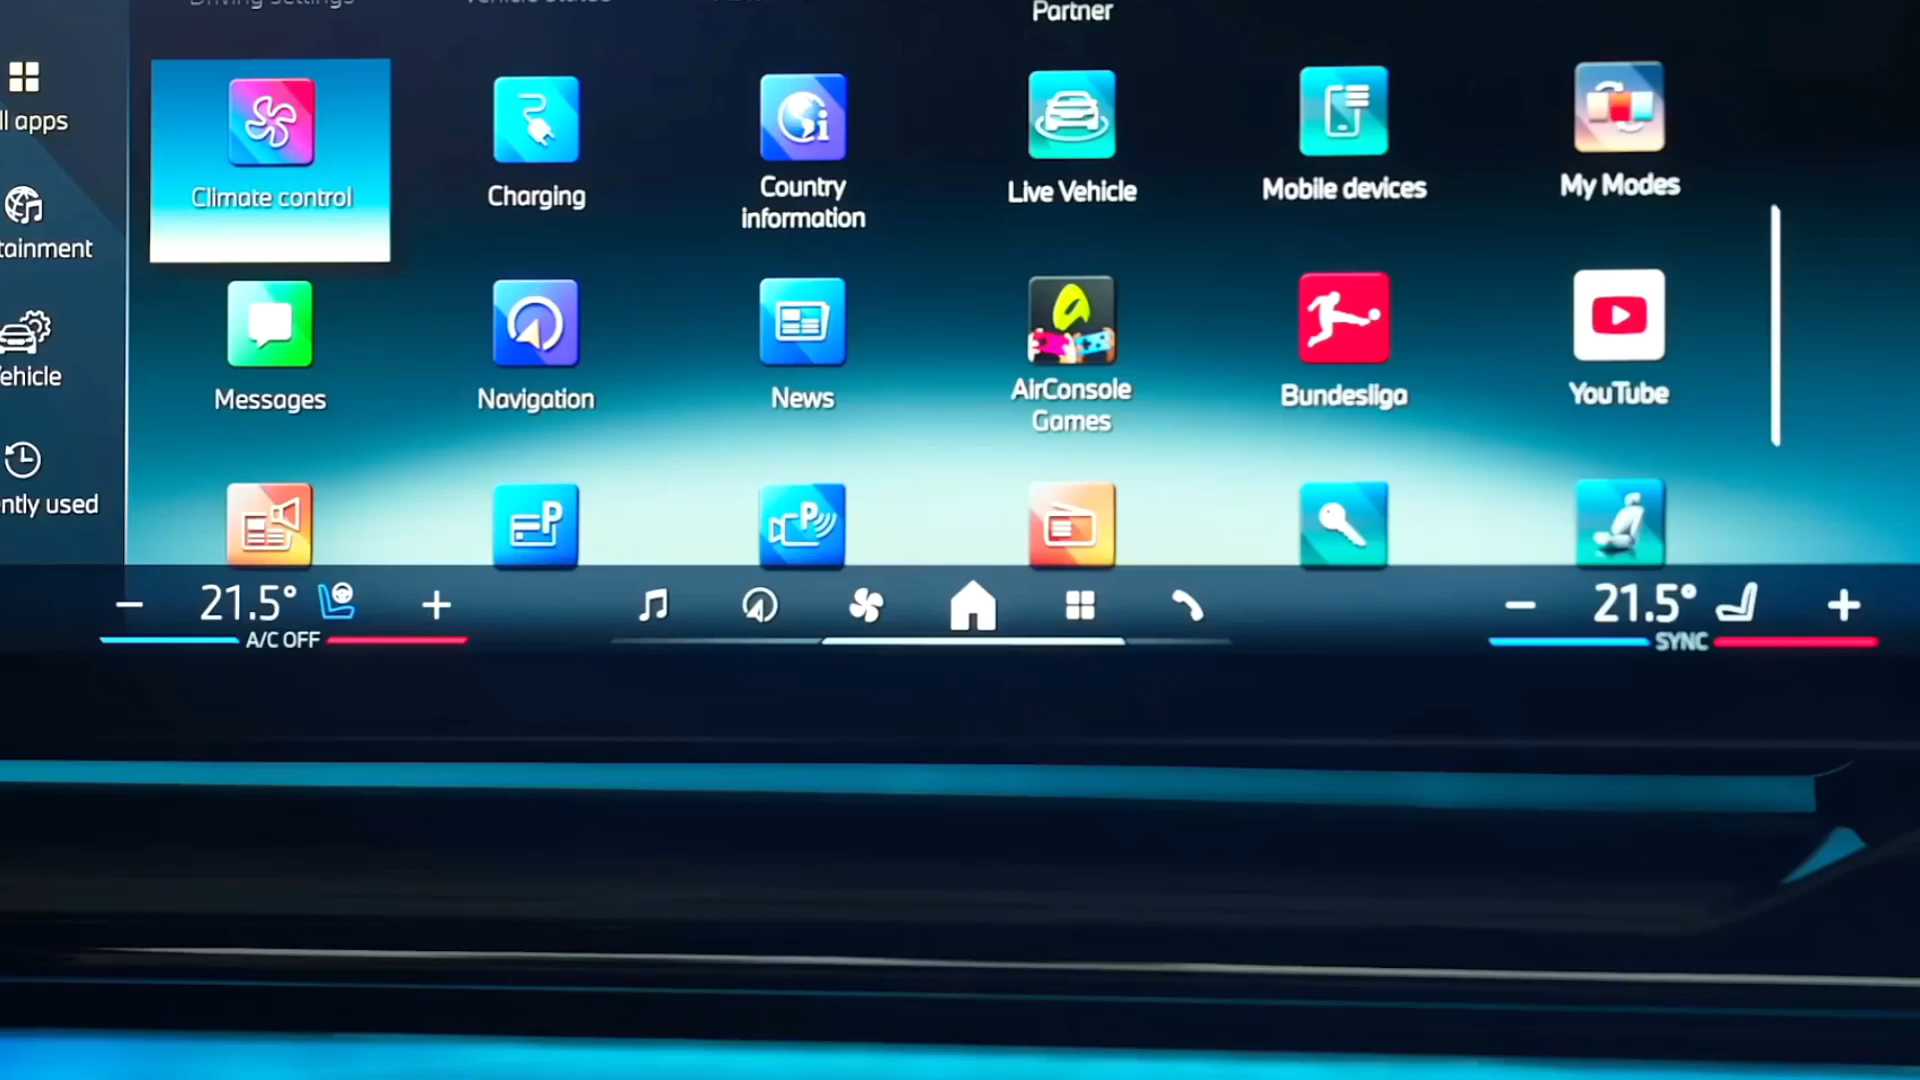 Driving settings
Vehicle status
Partner
ll apps
Climate control
Charging
Country
information
Live Vehicle
Mobile devices
My Modes
tainment
ehicle
Messages
Navigation
News
AirConsole
Games
Bundesliga
YouTube
ntly used
P
P
21.5°
A/C OFF
21.5°
SYNC